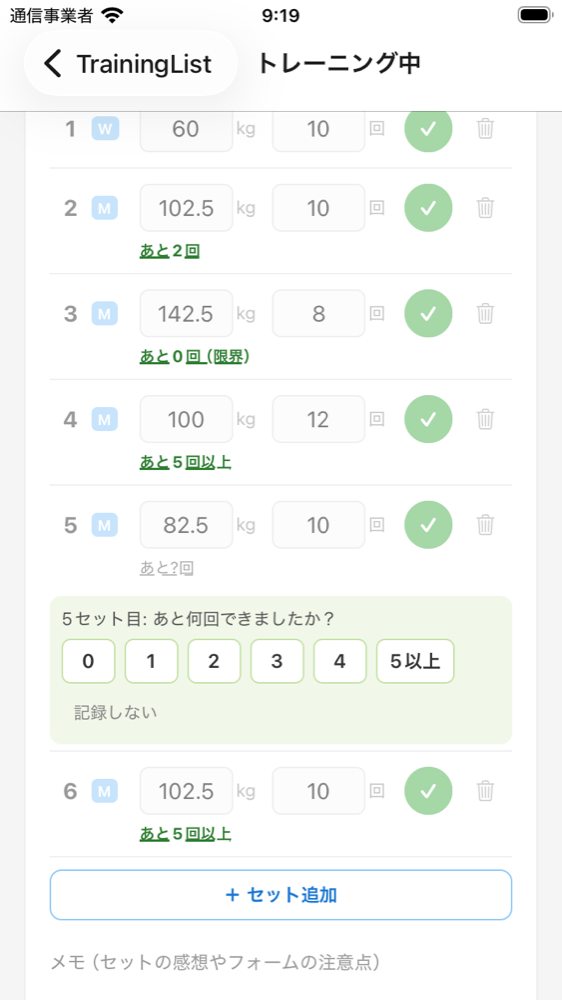 通信事業者 9:19
TrainingList トレーニング中
1 W 60 kg 10 回
2 M 102.5 kg 10 回
あと2回
3 M 142.5 kg 8 回
あと0回（限界）
4 M 100 kg 12 回
あと5回以上
5 M 82.5 kg 10 回
あと?回
5セット目: あと何回できましたか？
0 1 2 3 4 5以上
記録しない
6 M 102.5 kg 10 回
あと5回以上
+ セット追加
メモ（セットの感想やフォームの注意点）